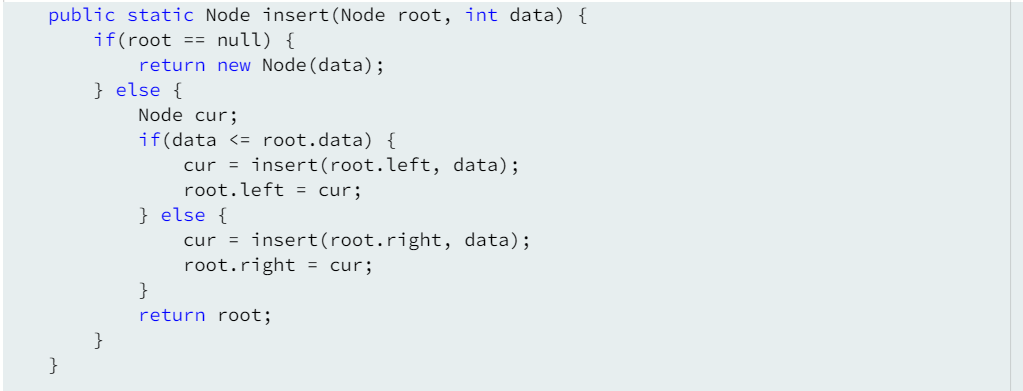 public static Node insert(Node root, int data) {
if(root == null) {
return new Node(data);
} else {
Node cur;
if(data <= root.data) {
cur = insert(root.left, data);
root.left = cur;
} else {
cur = insert(root.right, data);
root.right = cur;
}
return root;
}
}